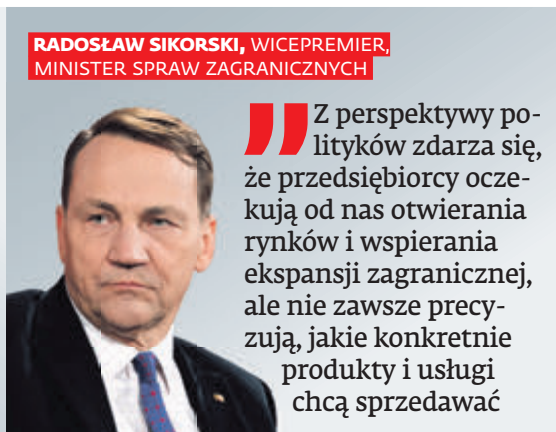 RADOSŁAW SIKORSKI, WICEPREMIER,
MINISTER SPRAW ZAGRANICZNYCH
Z perspektywy po-
lityków zdarza się,
że przedsiębiorcy ocze-
kują od nas otwierania
rynków i wspierania
ekspansji zagranicznej,
ale nie zawsze precy-
zują, jakie konkretnie
produkty i usługi
chcą sprzedawać